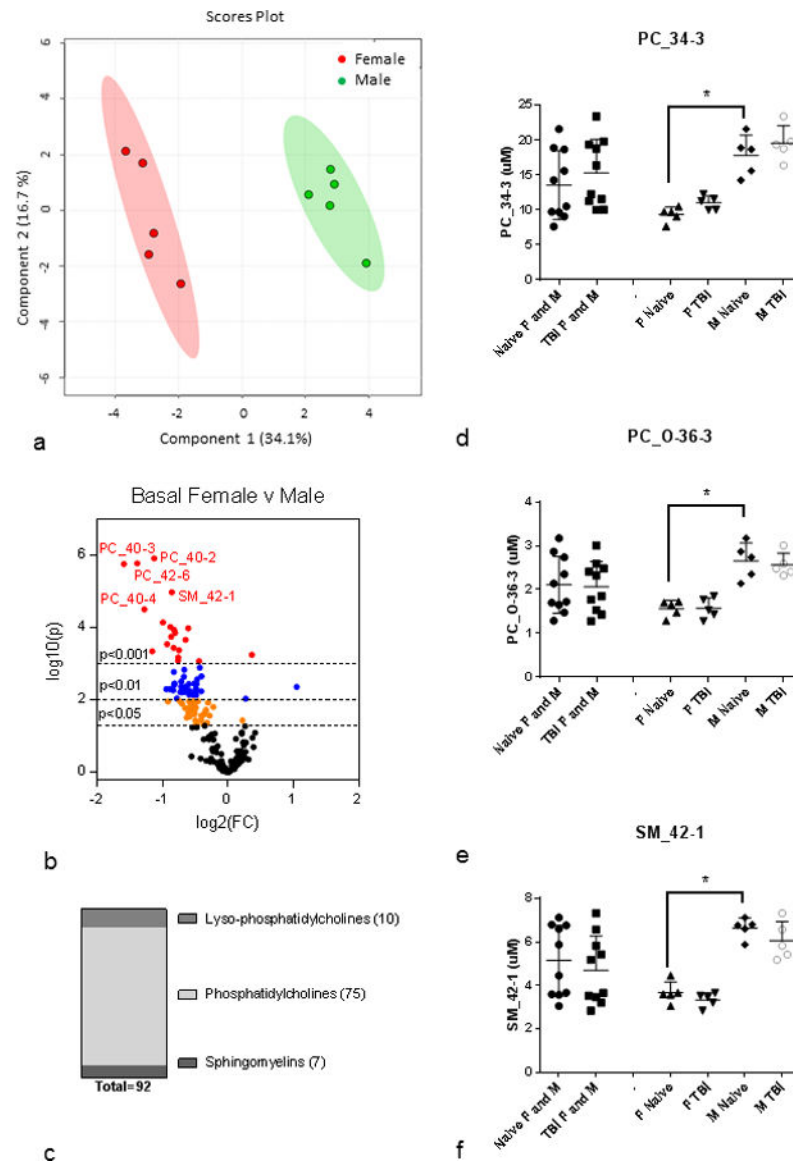 Scores Plot
Female
Male
Component 2 (16.7 %)
6
4
2
0
-2
-4
-6
-4
-2
0
2
4
Component 1 (34.1%)
a
Basal Female v Male
PC_40-3
PC_40-2
PC_42-6
PC_40-4
SM_42-1
p<0.001
p<0.01
p<0.05
log10(p)
6
4
2
0
-2
-1
0
1
2
log2(FC)
b
Lyso-phosphatidylcholines (10)
Phosphatidylcholines (75)
Sphingomyelins (7)
Total=92
c
PC_34-3
*
PC_34-3 (uM)
25
20
15
10
5
0
Naive F and M
TBI F and M
-
F Naive
F TBI
M Naive
M TBI
d
PC_O-36-3
*
PC_O-36-3 (uM)
4
3
2
1
0
Naive F and M
TBI F and M
-
F Naive
F TBI
M Naive
M TBI
e
SM_42-1
*
SM_42-1 (uM)
8
6
4
2
0
Naive F and M
TBI F and M
-
F Naive
F TBI
M Naive
M TBI
f